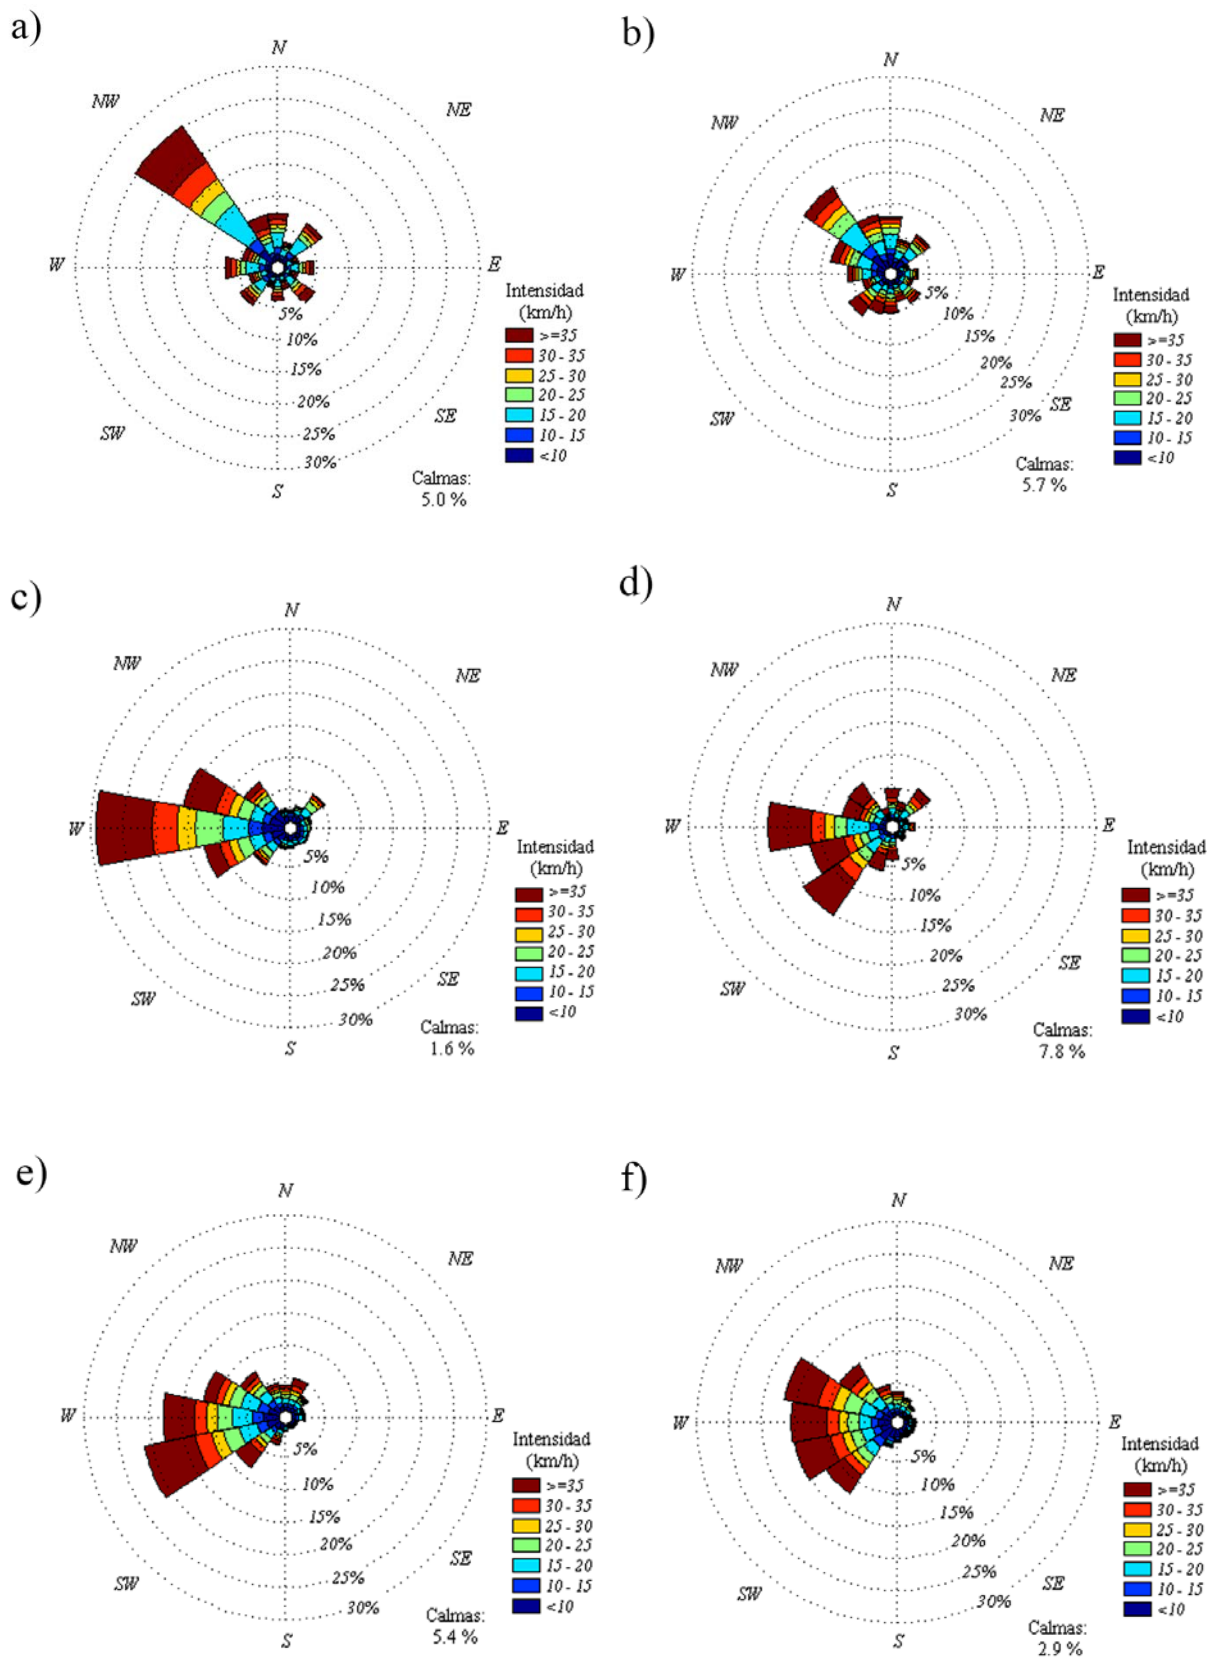 a)
N
NW
NE
W
E
SW
SE
S
5%
10%
15%
20%
25%
30%
Intensidad
(km/h)
>=35
30 - 35
25 - 30
20 - 25
15 - 20
10 - 15
<10
Calmas:
5.0 %
b)
N
NW
NE
W
E
SW
SE
S
5%
10%
15%
20%
25%
30%
Intensidad
(km/h)
>=35
30 - 35
25 - 30
20 - 25
15 - 20
10 - 15
<10
Calmas:
5.7 %
c)
N
NW
NE
W
E
SW
SE
S
5%
10%
15%
20%
25%
30%
Intensidad
(km/h)
>=35
30 - 35
25 - 30
20 - 25
15 - 20
10 - 15
<10
Calmas:
1.6 %
d)
N
NW
NE
W
E
SW
SE
S
5%
10%
15%
20%
25%
30%
Intensidad
(km/h)
>=35
30 - 35
25 - 30
20 - 25
15 - 20
10 - 15
<10
Calmas:
7.8 %
e)
N
NW
NE
W
E
SW
SE
S
5%
10%
15%
20%
25%
30%
Intensidad
(km/h)
>=35
30 - 35
25 - 30
20 - 25
15 - 20
10 - 15
<10
Calmas:
5.4 %
f)
N
NW
NE
W
E
SW
SE
S
5%
10%
15%
20%
25%
30%
Intensidad
(km/h)
>=35
30 - 35
25 - 30
20 - 25
15 - 20
10 - 15
<10
Calmas:
2.9 %